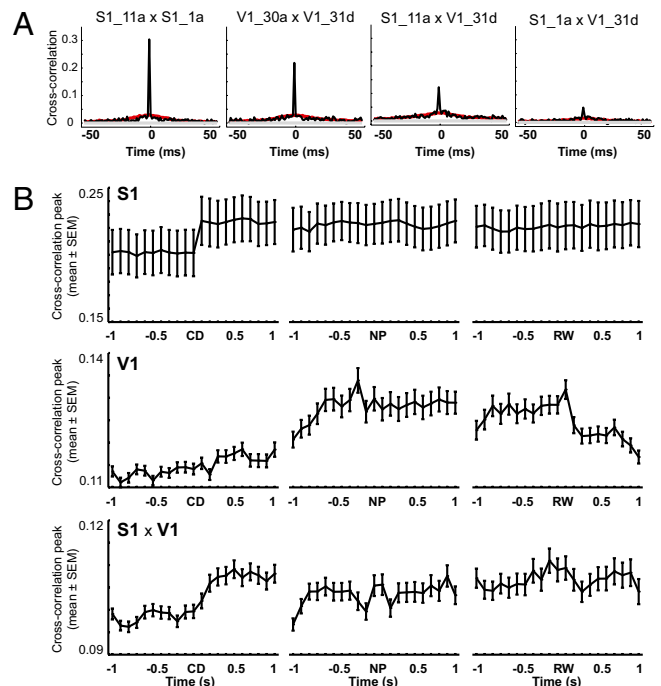 A
S1_11a x S1_1a V1_30a x V1_31d S1_11a x V1_31d S1_1a x V1_31d
Cross-correlation
0.3
0.2
0.1
0
-50 0 50 -50 0 50 -50 0 50 -50 0 50
Time (ms) Time (ms) Time (ms) Time (ms)
B
S1
Cross-correlation peak
(mean ± SEM)
0.25
0.15
-1 -0.5 CD 0.5 1 -0.5 NP 0.5 1 -1 -0.5 RW 0.5 1
V1
Cross-correlation peak
(mean ± SEM)
0.14
0.11
-1 -0.5 CD 0.5 1 -1 -0.5 NP 0.5 1 -1 -0.5 RW 0.5 1
S1 x V1
Cross-correlation peak
(mean ± SEM)
0.12
0.09
-1 -0.5 CD 0.5 1 -1 -0.5 NP 0.5 1 -1 -0.5 RW 0.5 1
Time (s) Time (s) Time (s)